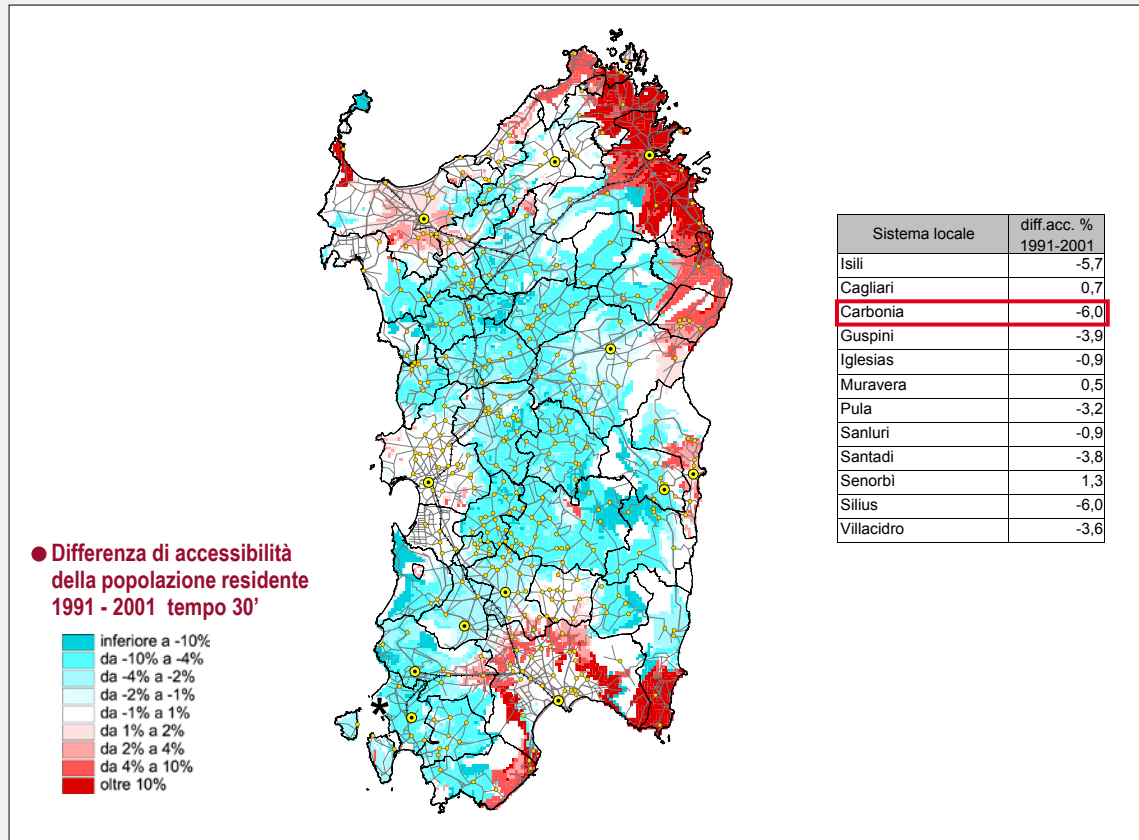 Sistema locale diff.acc. % 1991-2001
Isili -5,7
Cagliari 0,7
Carbonia -6,0
Guspini -3,9
Iglesias -0,9
Muravera 0,5
Pula -3,2
Sanluri -0,9
Santadi -3,8
Senorbì 1,3
Silius -6,0
Villacidro -3,6
Differenza di accessibilità
della popolazione residente
1991 - 2001 tempo 30’
inferiore a -10%
da -10% a -4%
da -4% a -2%
da -2% a -1%
da -1% a 1%
da 1% a 2%
da 2% a 4%
da 4% a 10%
oltre 10%
*